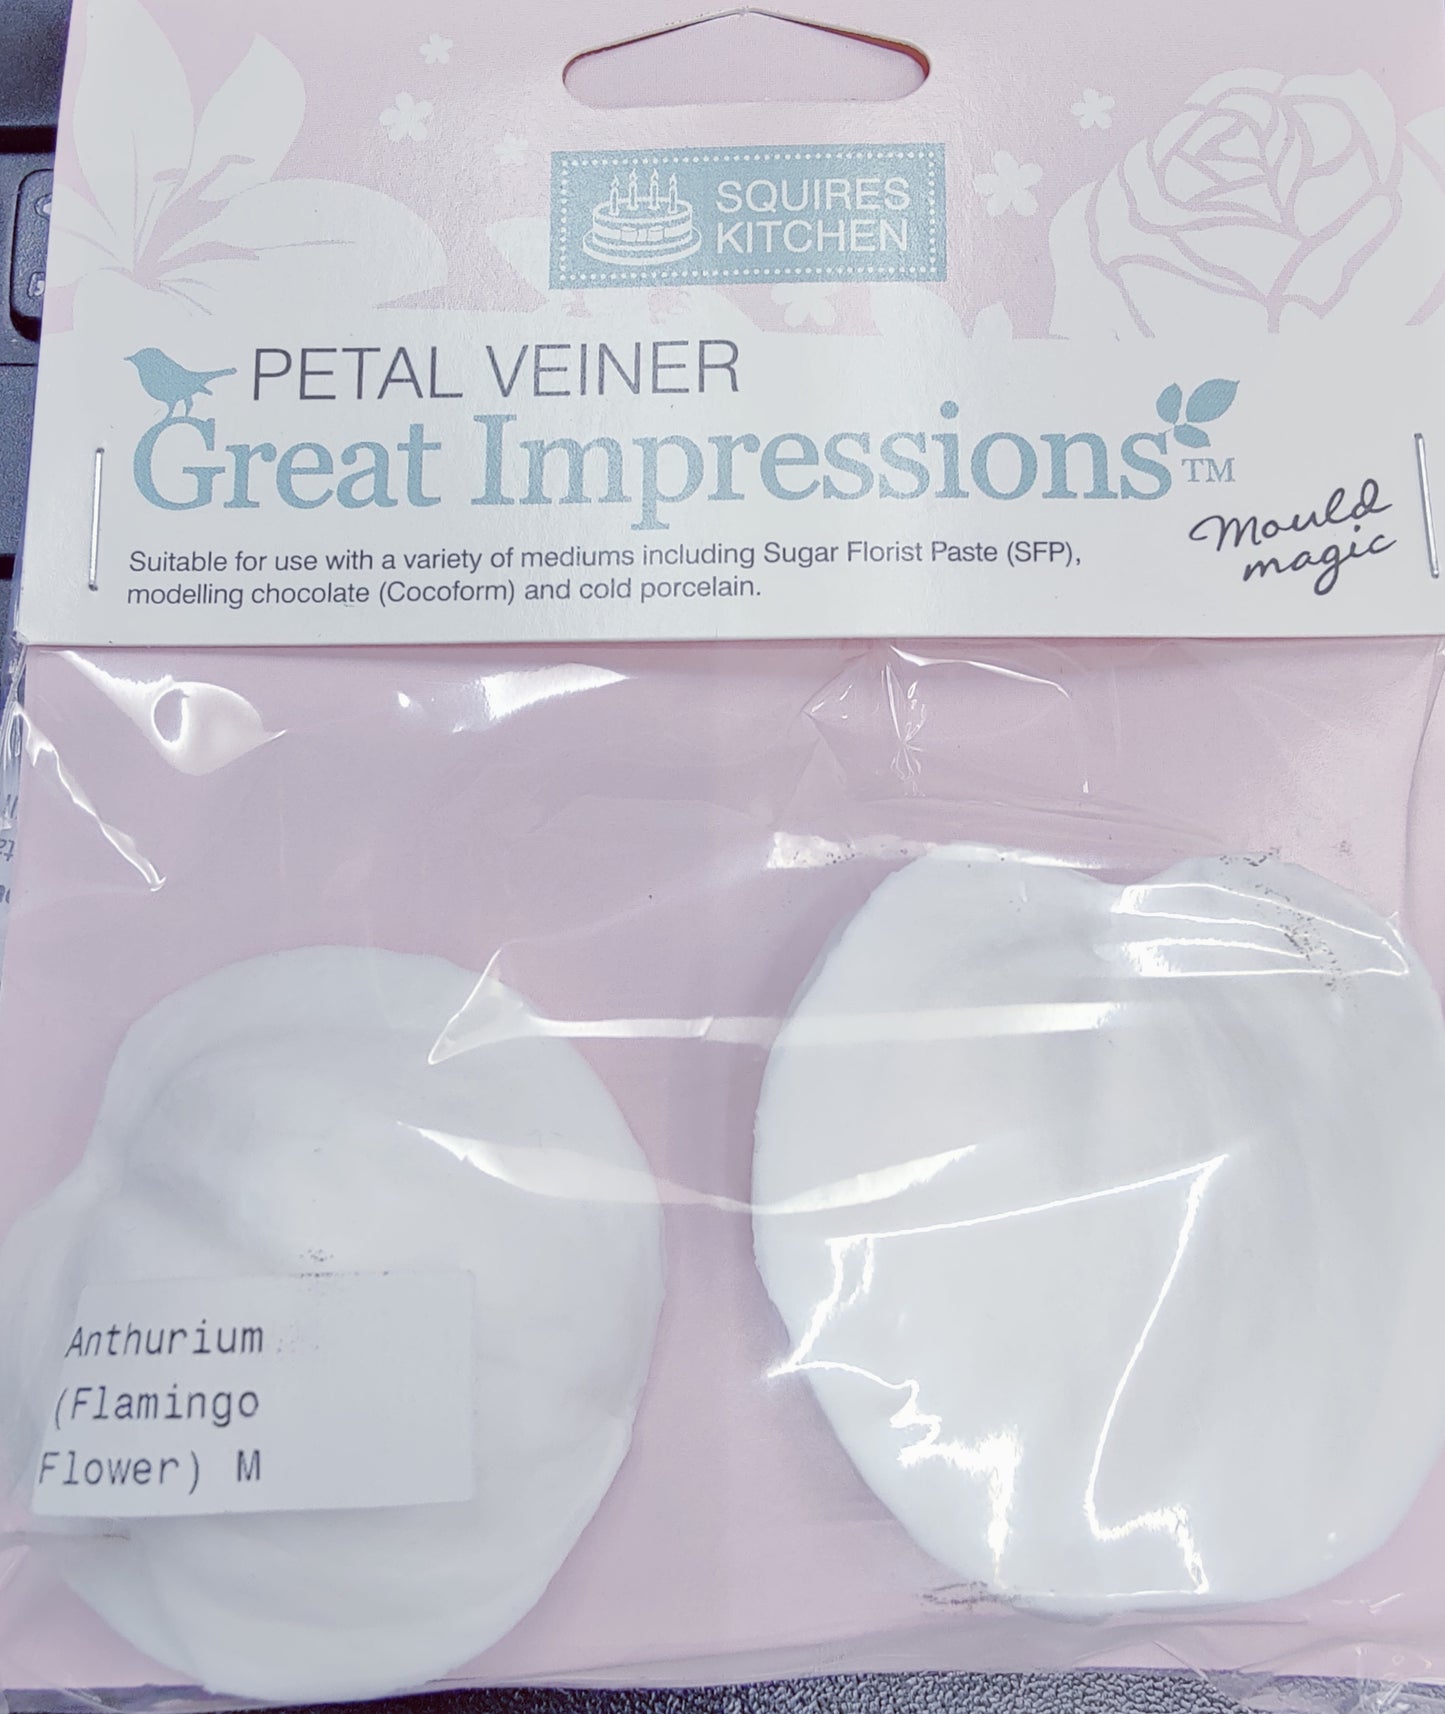 SQUIRES
KITCHEN
PETAL VEINER
Great Impressions™
Mould
magic
Suitable for use with a variety of mediums including Sugar Florist Paste (SFP),
modelling chocolate (Cocoform) and cold porcelain.
Anthurium
(Flamingo
Flower) M